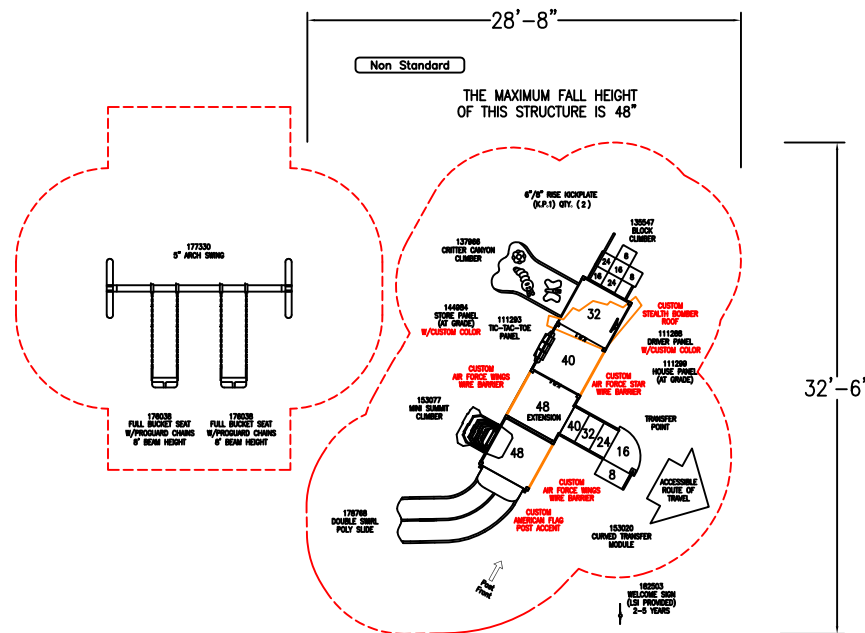 28'-8"
Non Standard
THE MAXIMUM FALL HEIGHT
OF THIS STRUCTURE IS 48"
6"/8" RISE KICKPLATE
(K.P.1) QTY. (2)
135547
BLOCK
CLIMBER
137986
CRITTER CANYON
CLIMBER
8
24
16
16
24
8
177330
5" ARCH SWING
144984
STORE PANEL
(AT GRADE)
W/CUSTOM COLOR
111293
TIC-TAC-TOE
PANEL
32
CUSTOM
STEALTH BOMBER
ROOF
111286
DRIVER PANEL
W/CUSTOM COLOR
111299
HOUSE PANEL
(AT GRADE)
40
CUSTOM
AIR FORCE WINGS
WIRE BARRIER
CUSTOM
AIR FORCE STAR
WIRE BARRIER
32'-6"
153077
MINI SUMMIT
CLIMBER
48
EXTENSION
40
32
24
16
8
TRANSFER
POINT
176038
FULL BUCKET SEAT
W/PROGUARD CHAINS
8' BEAM HEIGHT
176038
FULL BUCKET SEAT
W/PROGUARD CHAINS
8' BEAM HEIGHT
48
CUSTOM
AIR FORCE WINGS
WIRE BARRIER
ACCESSIBLE
ROUTE OF
TRAVEL
176768
DOUBLE SWIRL
POLY SLIDE
CUSTOM
AMERICAN FLAG
POST ACCENT
153020
CURVED TRANSFER
MODULE
Post
Front
182503
WELCOME SIGN
(LSI PROVIDED)
2-5 YEARS